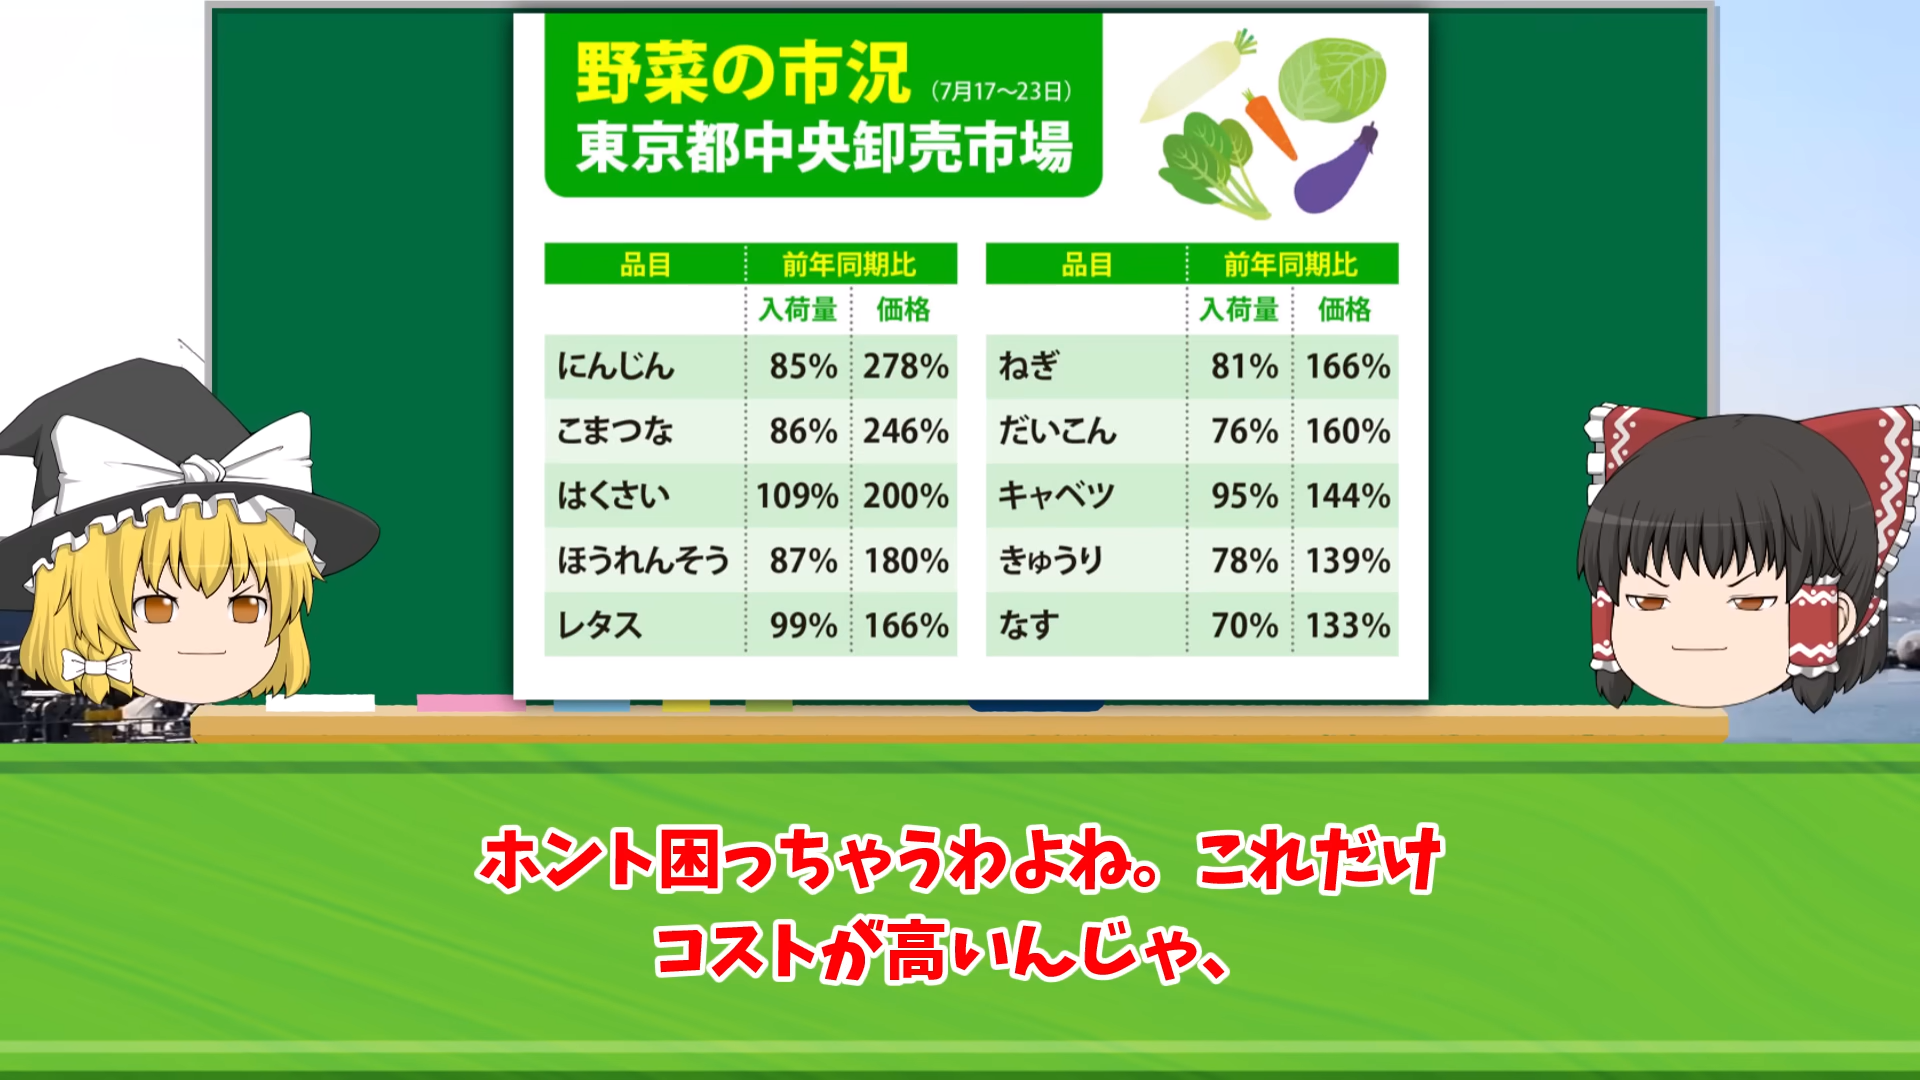 野菜の市況 (7月17〜23日)
東京都中央卸売市場
品目 前年同期比
入荷量 価格
にんじん 85% 278%
こまつな 86% 246%
はくさい 109% 200%
ほうれんそう 87% 180%
レタス 99% 166%
品目 前年同期比
入荷量 価格
ねぎ 81% 166%
だいこん 76% 160%
キャベツ 95% 144%
きゅうり 78% 139%
なす 70% 133%
ホント困っちゃうわよね。これだけ
コストが高いんじゃ、